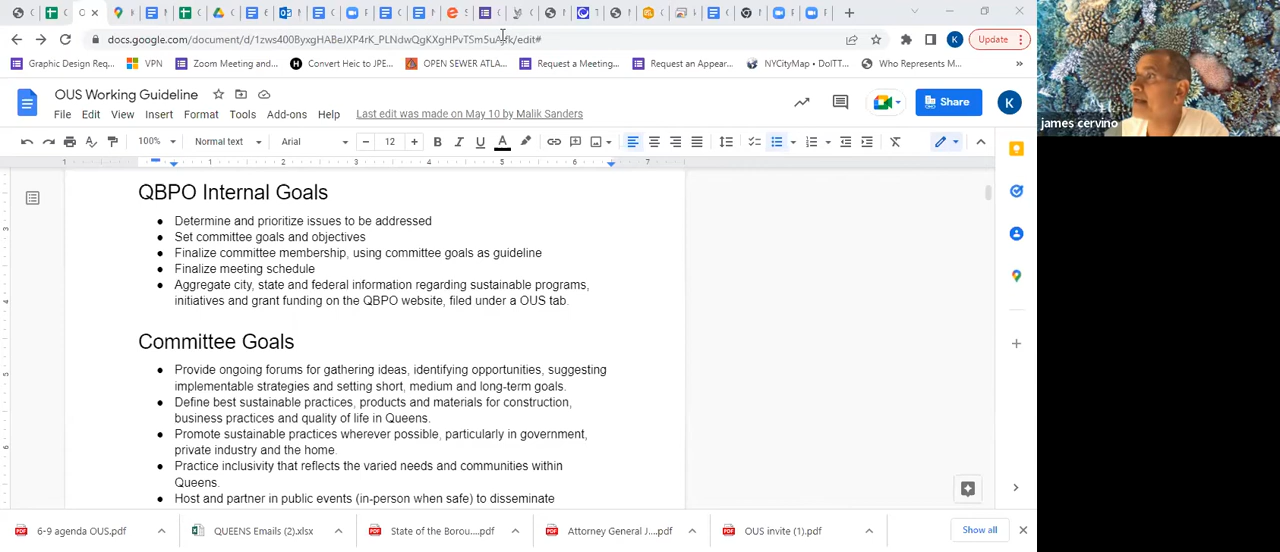 docs.google.com/document/d/1zws4008yxgHABeJXP4rK_PLNdwQgKXgHPvTSm5uAjfk/edit#
Update
Graphic Design Req...
VPN
Zoom Meeting and...
Convert Heic to JPE...
OPEN SEWER ATLA...
Request a Meeting...
Request an Appear...
NYCityMap • DoITT...
Who Represents M...
»
OUS Working Guideline
File Edit View Insert Format Tools Add-ons Help
Last edit was made on May 10 by Malik Sanders
Share
K
100%
Normal text
Arial
12
QBPO Internal Goals
● Determine and prioritize issues to be addressed
● Set committee goals and objectives
● Finalize committee membership, using committee goals as guideline
● Finalize meeting schedule
● Aggregate city, state and federal information regarding sustainable programs,
initiatives and grant funding on the QBPO website, filed under a OUS tab.
Committee Goals
● Provide ongoing forums for gathering ideas, identifying opportunities, suggesting
implementable strategies and setting short, medium and long-term goals.
● Define best sustainable practices, products and materials for construction,
business practices and quality of life in Queens.
● Promote sustainable practices wherever possible, particularly in government,
private industry and the home.
● Practice inclusivity that reflects the varied needs and communities within
Queens.
● Host and partner in public events (in-person when safe) to disseminate
6-9 agenda OUS.pdf
QUEENS Emails (2).xlsx
State of the Borou....pdf
Attorney General J....pdf
OUS invite (1).pdf
Show all
james cervino